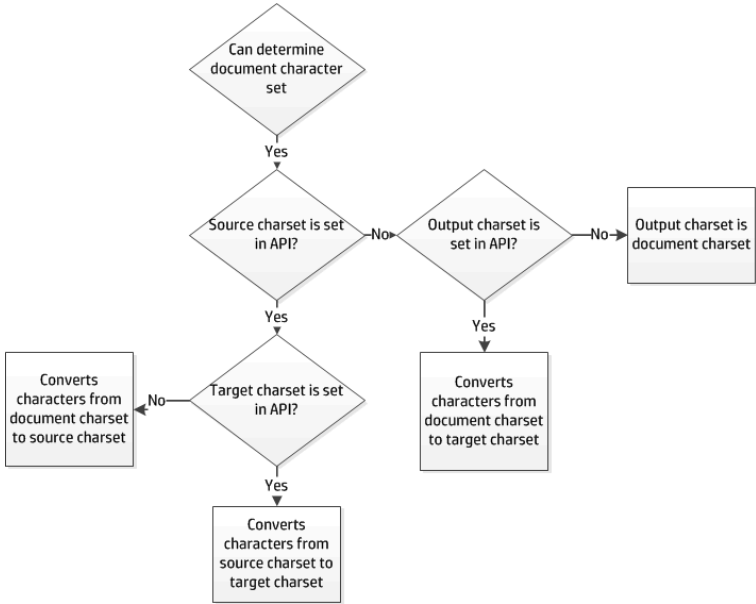 Can determine
document character
set
Yes
Source charset is set
in API?
No
Output charset is
set in API?
No
Output charset is
document charset
Yes
Yes
Converts
characters from
document charset
to source charset
No
Target charset is set
in API?
Converts
characters from
document charset
to target charset
Yes
Converts
characters from
source charset to
target charset